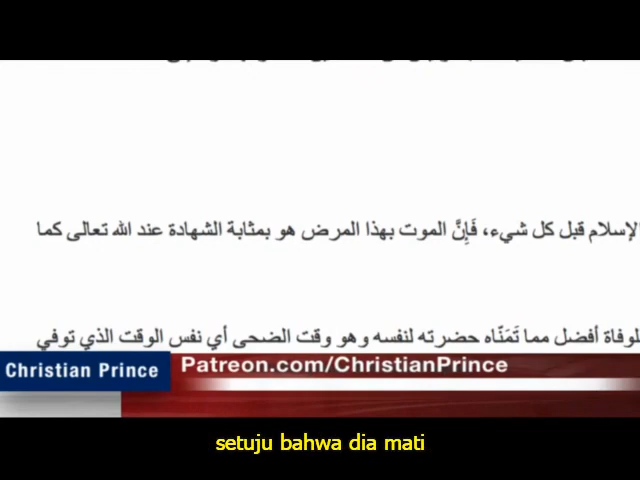 الإسلام قبل كل شيء، فَإِنَّ الموت بهذا المرض هو بمثابة الشهادة عند الله تعالى كما
للوفاة أفضل مما تَمَنّاه حضرته لنفسه وهو وقت الضحى أي نفس الوقت الذي توفي
Christian Prince
Patreon.com/ChristianPrince
setuju bahwa dia mati